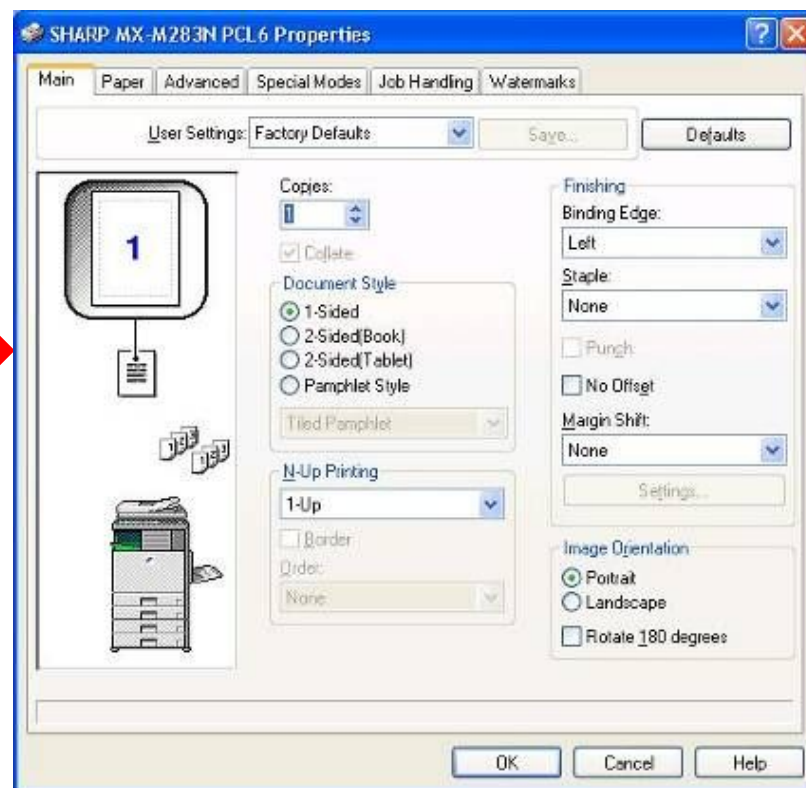 SHARP MX-M283N PCL6 Properties
Main Paper Advanced Special Modes Job Handling Watermarks
User Settings: Factory Defaults Save... Defaults
1
Copies:
1
Collate
Document Style
1-Sided
2-Sided(Book)
2-Sided(Tablet)
Pamphlet Style
Tiled Pamphlet
N-Up Printing
1-Up
Border
Order:
None
Finishing
Binding Edge:
Left
Staple:
None
Punch
No Offset
Margin Shift:
None
Settings...
Image Orientation
Portrait
Landscape
Rotate 180 degrees
OK Cancel Help